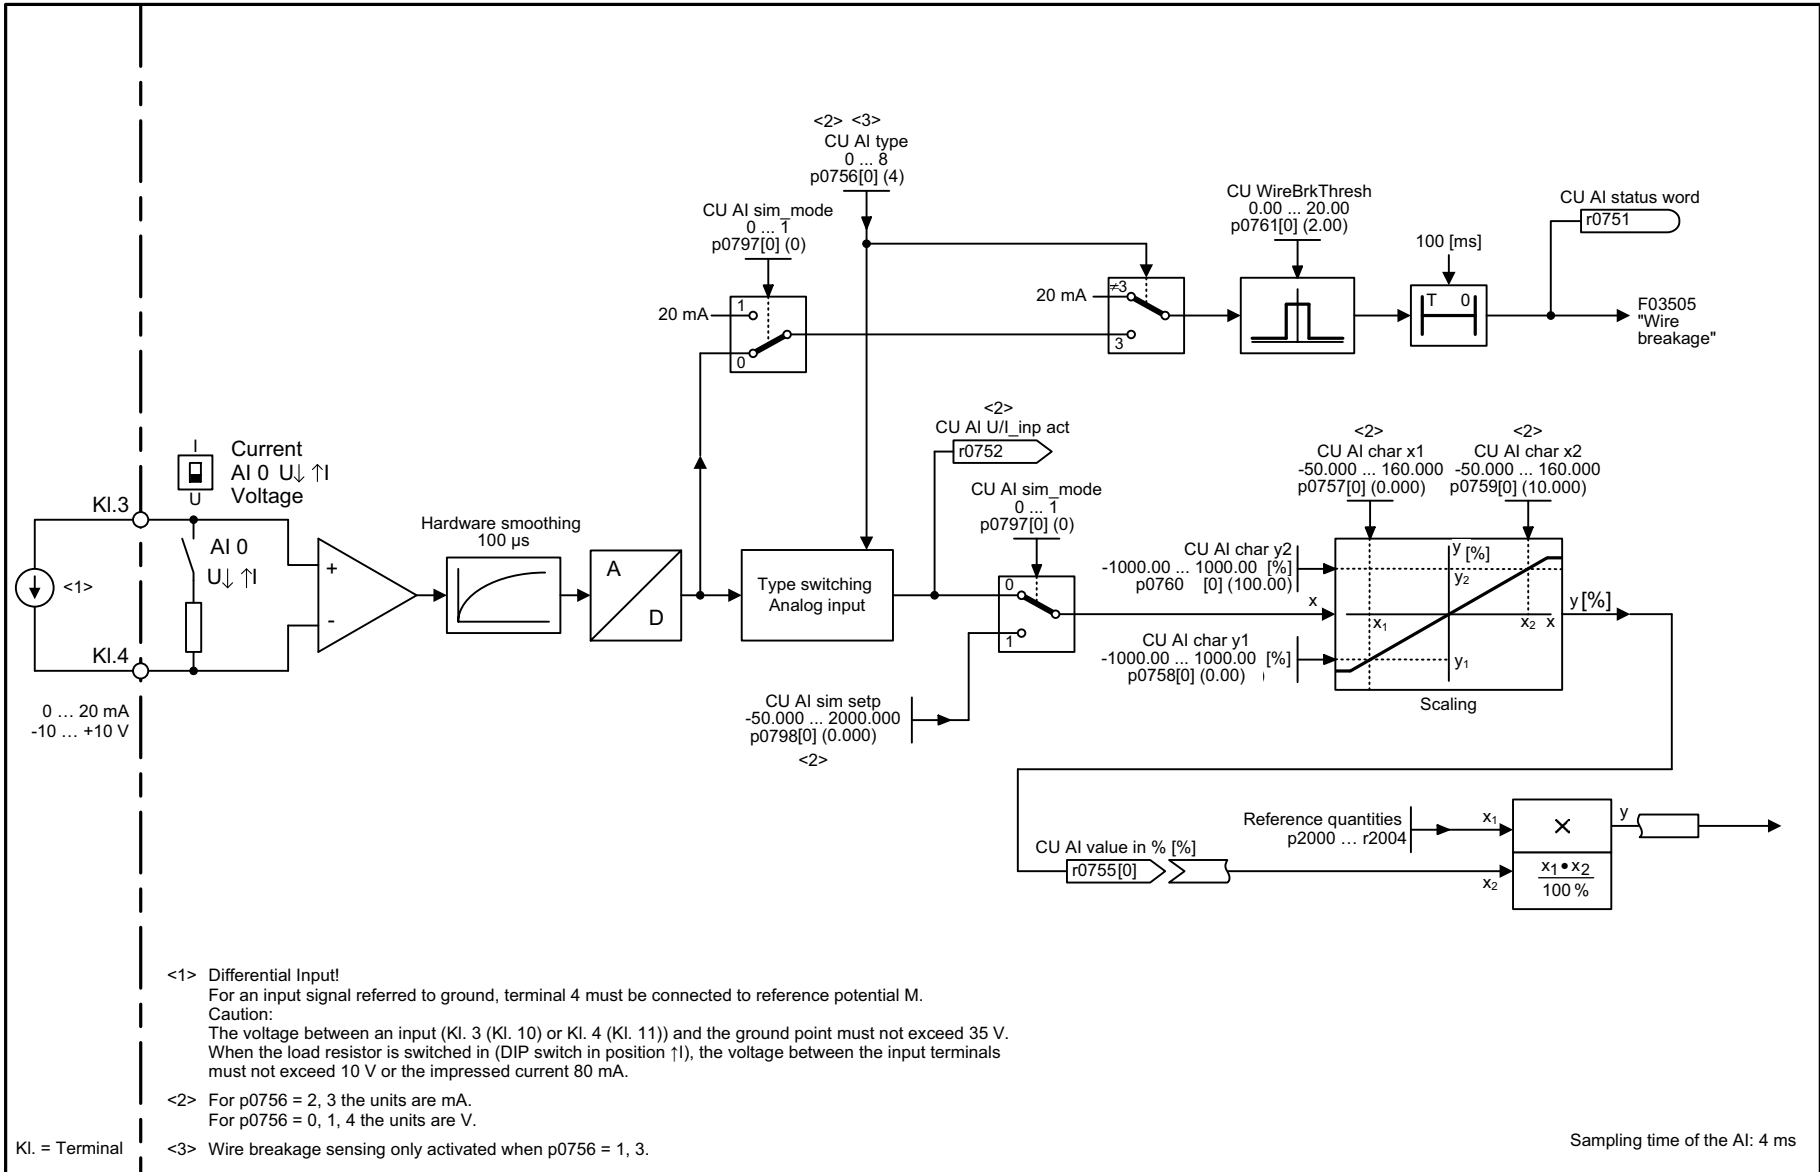 <2> <3>
CU AI type
0 ... 8
p0756[0] (4)
CU AI sim_mode
0 ... 1
p0797[0] (0)
1
20 mA
0
20 mA
≠3
3
CU WireBrkThresh
0.00 ... 20.00
p0761[0] (2.00)
100 [ms]
T 0
CU AI status word
r0751
F03505
"Wire
breakage"
I
U
Current
AI 0 U↓ ↑I
Voltage
Kl.3
AI 0
U↓ ↑I
<1>
Kl.4
0 ... 20 mA
-10 ... +10 V
+
-
Hardware smoothing
100 µs
A
D
Type switching
Analog input
<2>
CU AI U/I_inp act
r0752
CU AI sim_mode
0 ... 1
p0797[0] (0)
0
1
CU AI sim setp
-50.000 ... 2000.000
p0798[0] (0.000)
<2>
<2>
CU AI char x1
-50.000 ... 160.000
p0757[0] (0.000)
<2>
CU AI char x2
-50.000 ... 160.000
p0759[0] (10.000)
CU AI char y2
-1000.00 ... 1000.00 [%]
p0760 [0] (100.00)
x
CU AI char y1
-1000.00 ... 1000.00 [%]
p0758[0] (0.00) )
y [%]
y2
x1
x2 x
y1
y [%]
Scaling
Reference quantities
p2000 ... r2004
x1
y
×
CU AI value in % [%]
r0755[0]
x2
x1•x2
100 %
<1> Differential Input!
For an input signal referred to ground, terminal 4 must be connected to reference potential M.
Caution:
The voltage between an input (Kl. 3 (Kl. 10) or Kl. 4 (Kl. 11)) and the ground point must not exceed 35 V.
When the load resistor is switched in (DIP switch in position ↑I), the voltage between the input terminals
must not exceed 10 V or the impressed current 80 mA.
<2> For p0756 = 2, 3 the units are mA.
For p0756 = 0, 1, 4 the units are V.
<3> Wire breakage sensing only activated when p0756 = 1, 3.
Kl. = Terminal
Sampling time of the AI: 4 ms